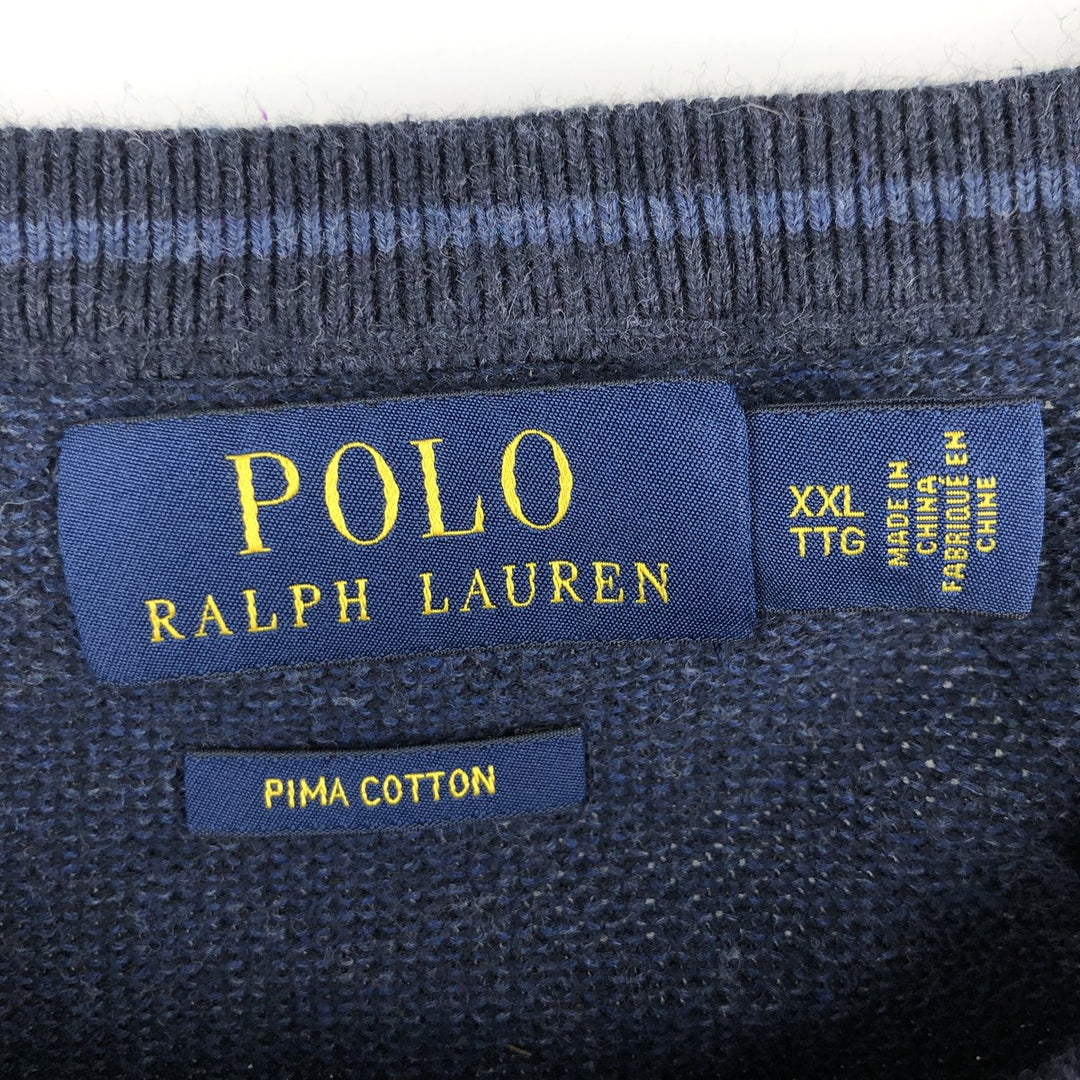 POLO
RALPH LAUREN
XXL
TTG
MADE IN
CHINA
FABRIQUÉ EN
CHINE
PIMA COTTON